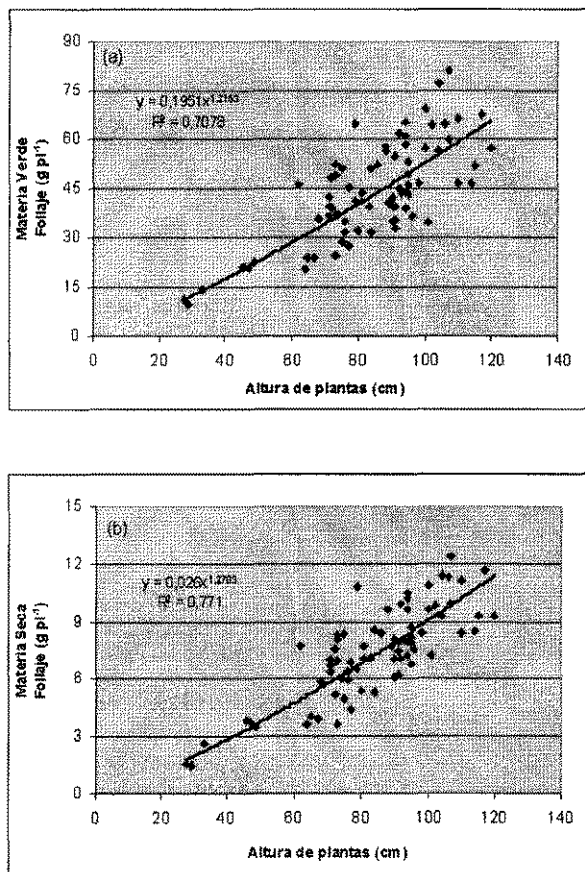 (a)
y = 0,1951x^1,2163
R² = 0,7073
Materia Verde
Follaje (g pl⁻¹)
90
75
60
45
30
15
0
0 20 40 60 80 100 120 140
Altura de plantas (cm)
(b)
y = 0,026x^1,2703
R² = 0,771
Materia Seca
Follaje (g pl⁻¹)
15
12
9
6
3
0
0 20 40 60 80 100 120 140
Altura de plantas (cm)